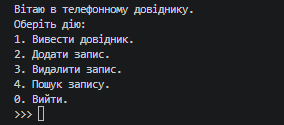 Вітаю в телефонному довіднику.
Оберіть дію:
1. Вивести довідник.
2. Додати запис.
3. Видалити запис.
4. Пошук запису.
0. Вийти.
>>>